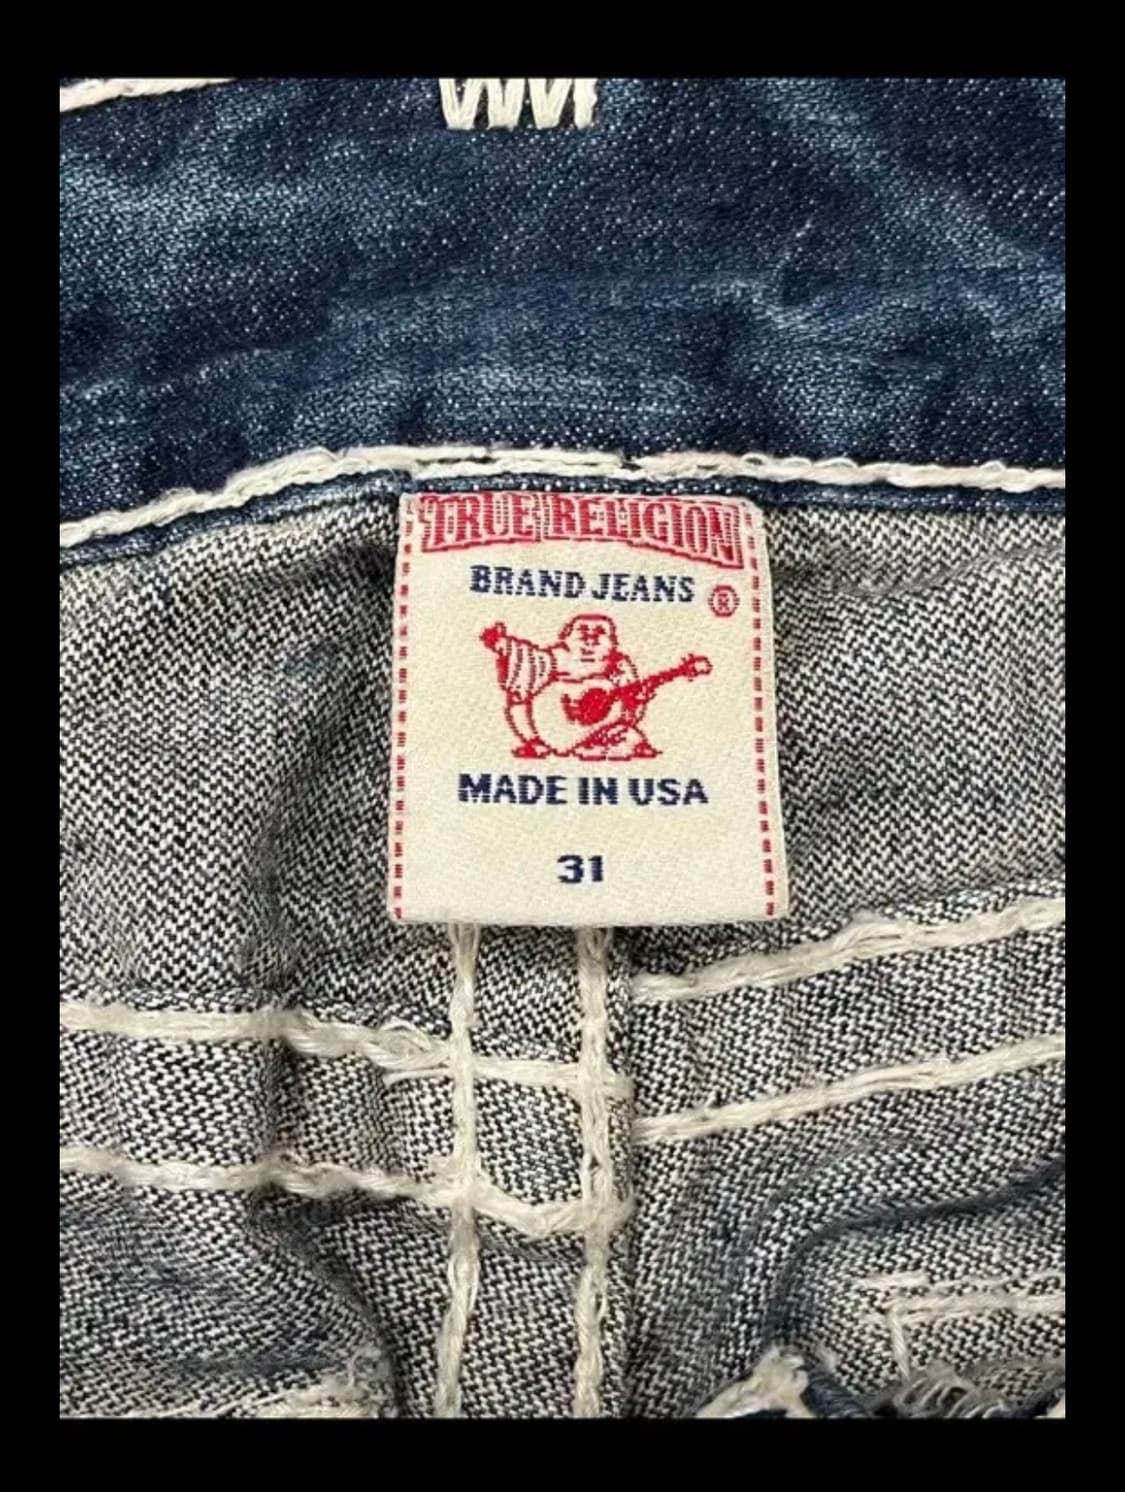 TRUE RELIGION
BRAND JEANS ®
MADE IN USA
31